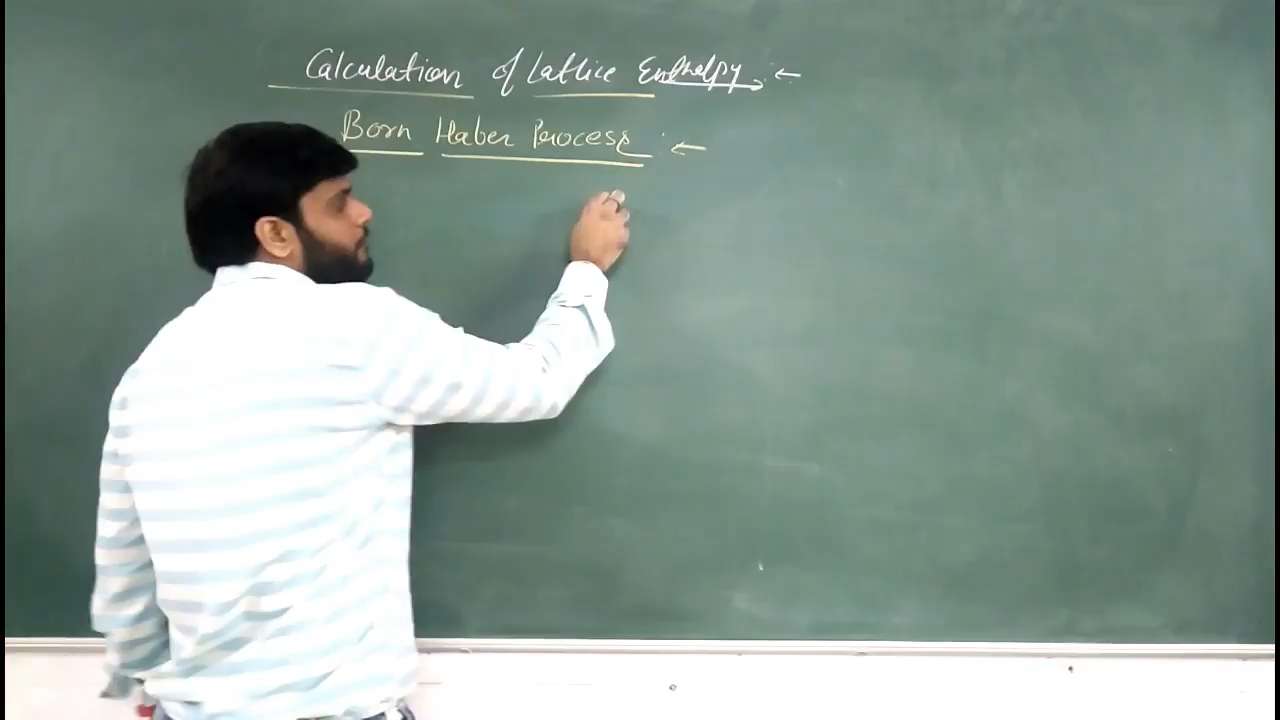 Calculation of Lattice Enthalpy : ←
Born Haber Process : ←